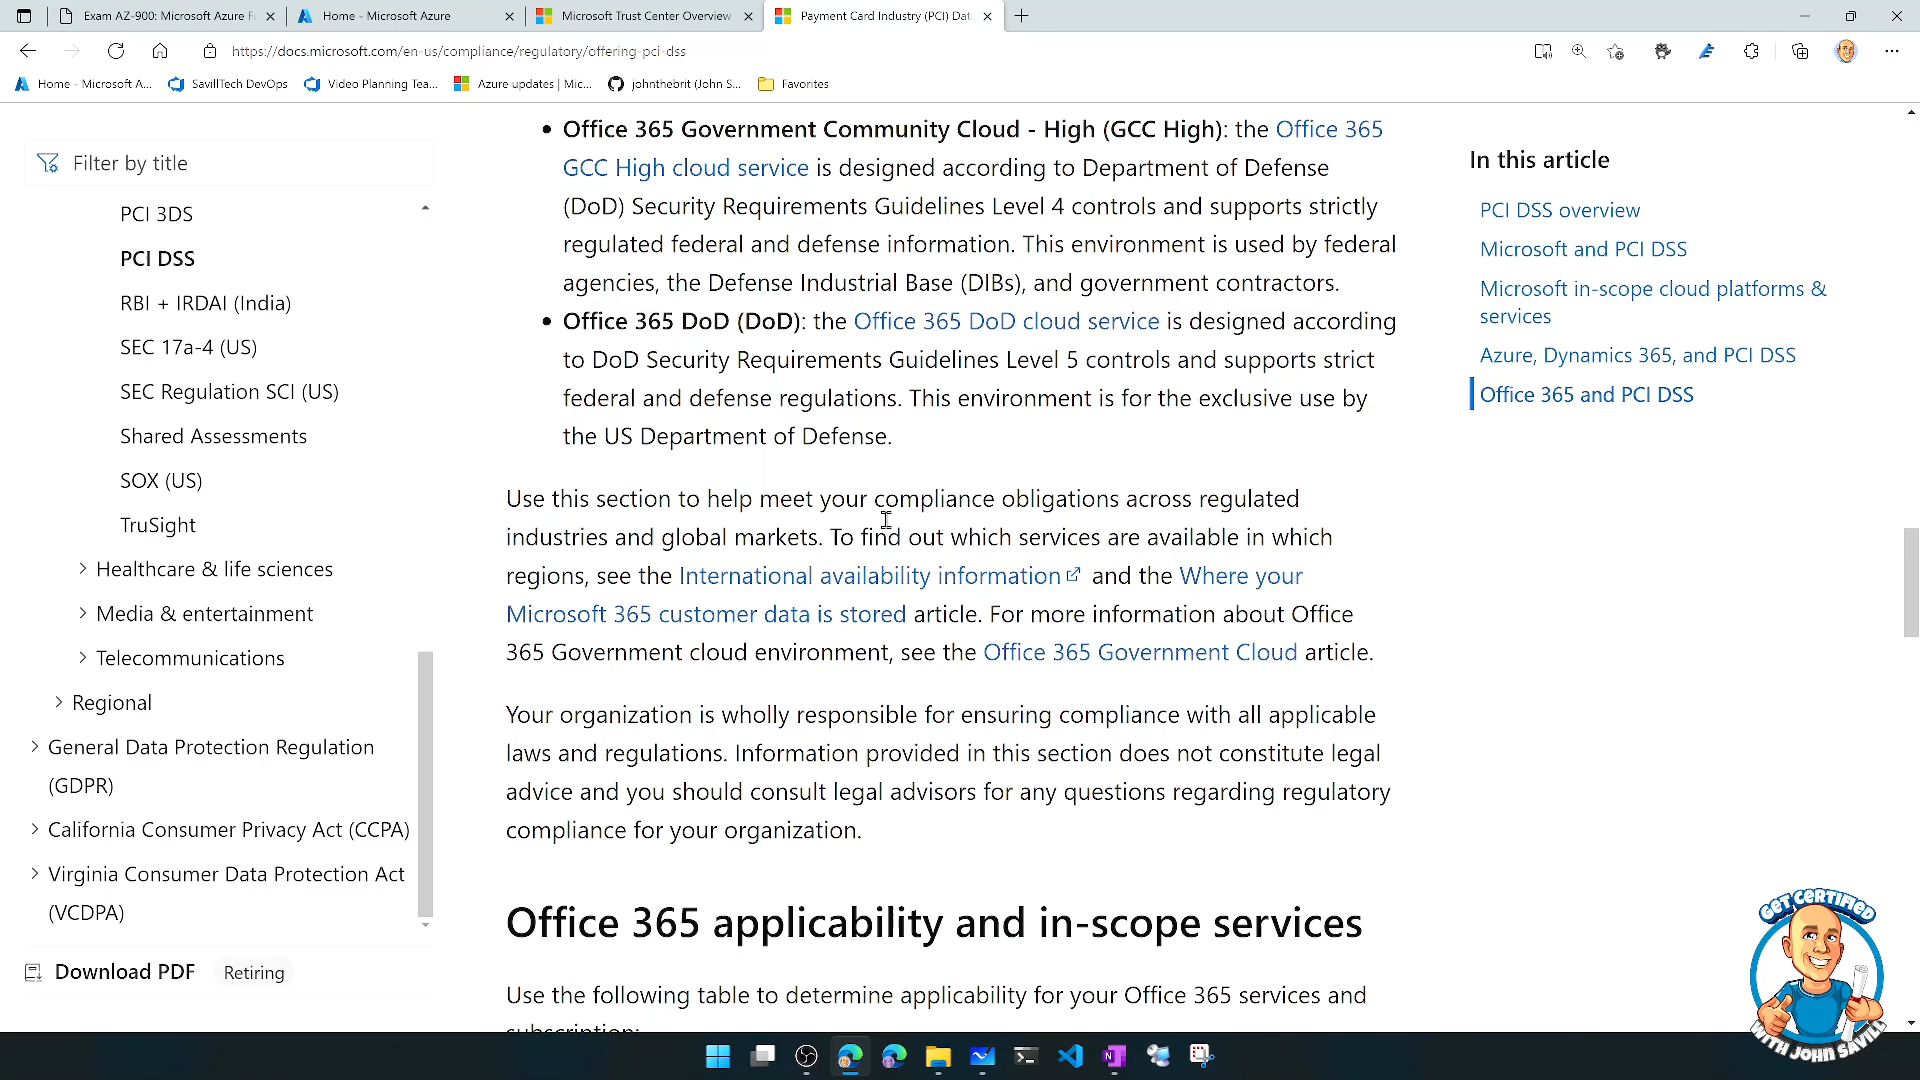 Exam AZ-900: Microsoft Azure F
Home - Microsoft Azure
Microsoft Trust Center Overview
Payment Card Industry (PCI) Dat
https://docs.microsoft.com/en-us/compliance/regulatory/offering-pci-dss
Home - Microsoft A...
SavillTech DevOps
Video Planning Tea...
Azure updates | Mic...
johnthebrit (John S...
Favorites
Filter by title
PCI 3DS
PCI DSS
RBI + IRDAI (India)
SEC 17a-4 (US)
SEC Regulation SCI (US)
Shared Assessments
SOX (US)
TruSight
Healthcare & life sciences
Media & entertainment
Telecommunications
Regional
General Data Protection Regulation
(GDPR)
California Consumer Privacy Act (CCPA)
Virginia Consumer Data Protection Act
(VCDPA)
Download PDF
Retiring
Office 365 Government Community Cloud - High (GCC High): the Office 365
GCC High cloud service is designed according to Department of Defense
(DoD) Security Requirements Guidelines Level 4 controls and supports strictly
regulated federal and defense information. This environment is used by federal
agencies, the Defense Industrial Base (DIBs), and government contractors.
Office 365 DoD (DoD): the Office 365 DoD cloud service is designed according
to DoD Security Requirements Guidelines Level 5 controls and supports strict
federal and defense regulations. This environment is for the exclusive use by
the US Department of Defense.
Use this section to help meet your compliance obligations across regulated
industries and global markets. To find out which services are available in which
regions, see the International availability information and the Where your
Microsoft 365 customer data is stored article. For more information about Office
365 Government cloud environment, see the Office 365 Government Cloud article.
Your organization is wholly responsible for ensuring compliance with all applicable
laws and regulations. Information provided in this section does not constitute legal
advice and you should consult legal advisors for any questions regarding regulatory
compliance for your organization.
Office 365 applicability and in-scope services
Use the following table to determine applicability for your Office 365 services and
subscription:
In this article
PCI DSS overview
Microsoft and PCI DSS
Microsoft in-scope cloud platforms &
services
Azure, Dynamics 365, and PCI DSS
Office 365 and PCI DSS
GET CERTIFIED
WITH JOHN SAVILL